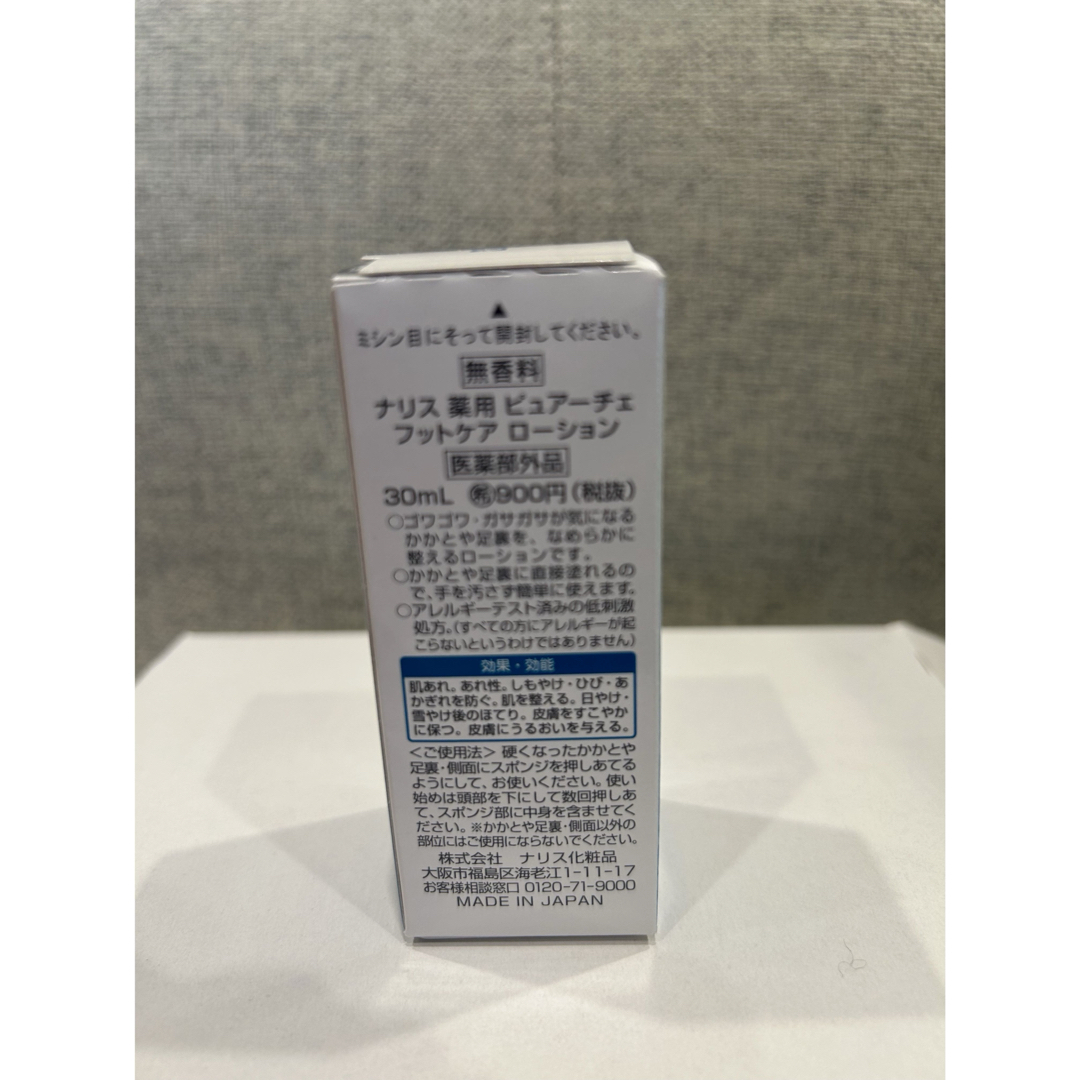 ▲
ミシン目にそって開封してください。
無香料
ナリス 薬用 ピュアーチェ
フットケア ローション
医薬部外品
30mL ㊮900円(税抜)
○ゴワゴワ・ガサガサが気になる
かかとや足裏を、なめらかに
整えるローションです。
○かかとや足裏に直接塗れるの
で、手を汚さず簡単に使えます。
○アレルギーテスト済みの低刺激
処方。(すべての方にアレルギーが起
こらないというわけではありません)
効果・効能
肌あれ。あれ性。しもやけ・ひび・あ
かぎれを防ぐ。肌を整える。日やけ・
雪やけ後のほてり。皮膚をすこやか
に保つ。皮膚にうるおいを与える。
<ご使用法> 硬くなったかかとや
足裏・側面にスポンジを押しあてる
ようにして、お使いください。使い
始めは頭部を下にして数回押しあ
て、スポンジ部に中身を含ませてく
ださい。※かかとや足裏・側面以外の
部位にはご使用にならないでください。
株式会社 ナリス化粧品
大阪市福島区海老江1-11-17
お客様相談窓口 0120-71-9000
MADE IN JAPAN